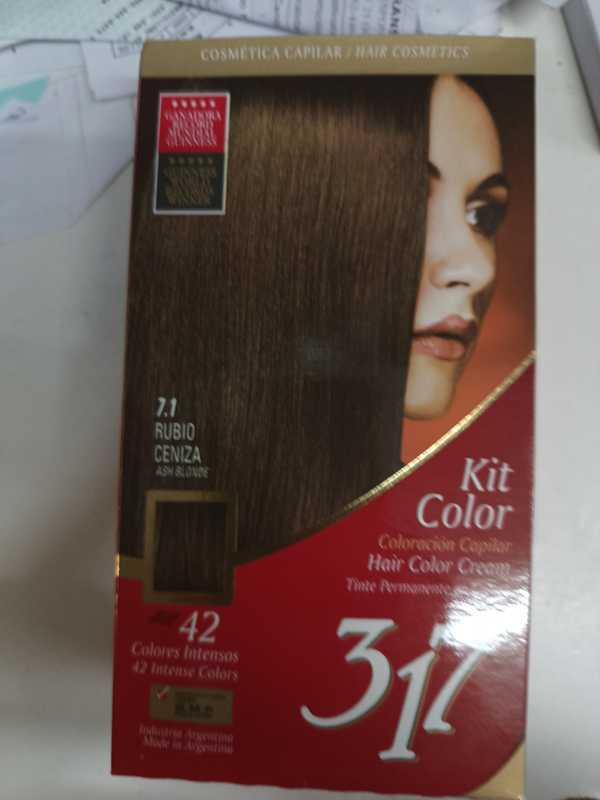 COSMÉTICA CAPILAR / HAIR COSMETICS
GANADORA
RECORD
MUNDIAL
GUINNESS
GUINNESS
WORLD
RECORDS
WINNER
7.1
RUBIO
CENIZA
ASH BLONDE
Kit
Color
Coloración Capilar
Hair Color Cream
Tinte Permanente
42
Colores Intensos
42 Intense Colors
317
Industria Argentina
Made in Argentina